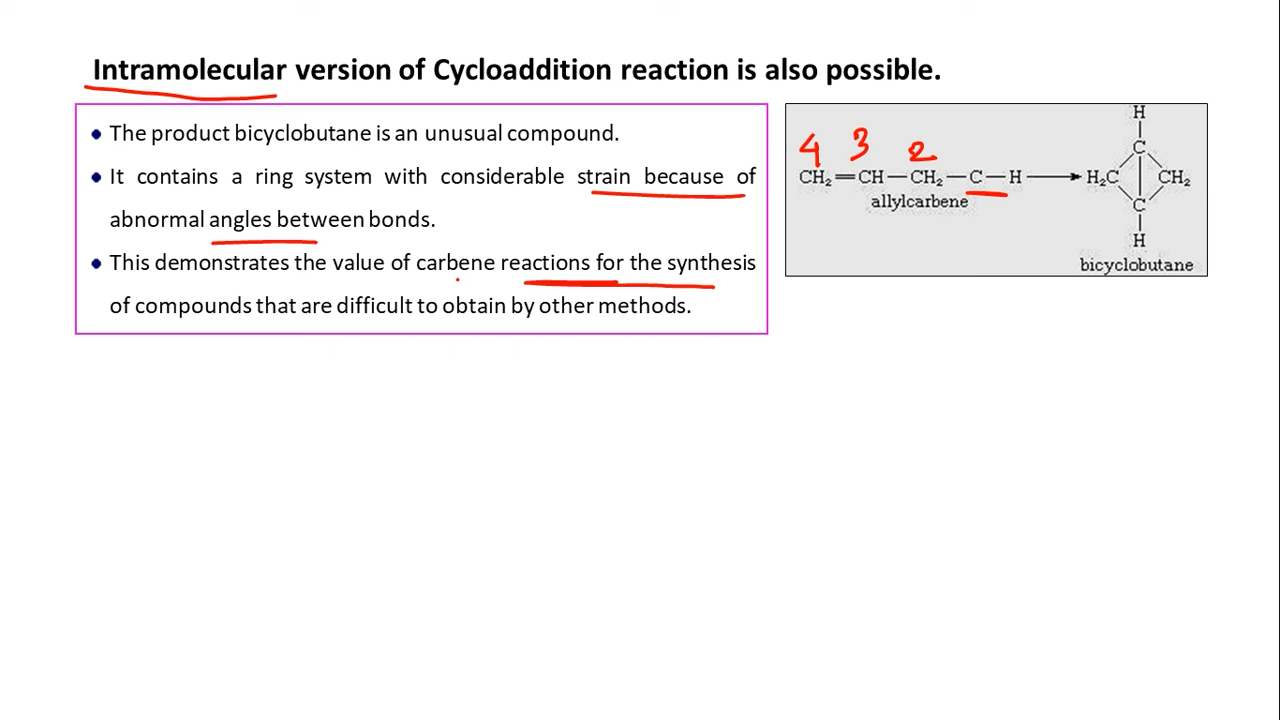 Intramolecular version of Cycloaddition reaction is also possible.
• The product bicyclobutane is an unusual compound.
• It contains a ring system with considerable strain because of
abnormal angles between bonds.
• This demonstrates the value of carbene reactions for the synthesis
of compounds that are difficult to obtain by other methods.
4 3 2
CH₂=CH—CH₂—C—H
allylcarbene
H
C
H₂C CH₂
C
H
bicyclobutane